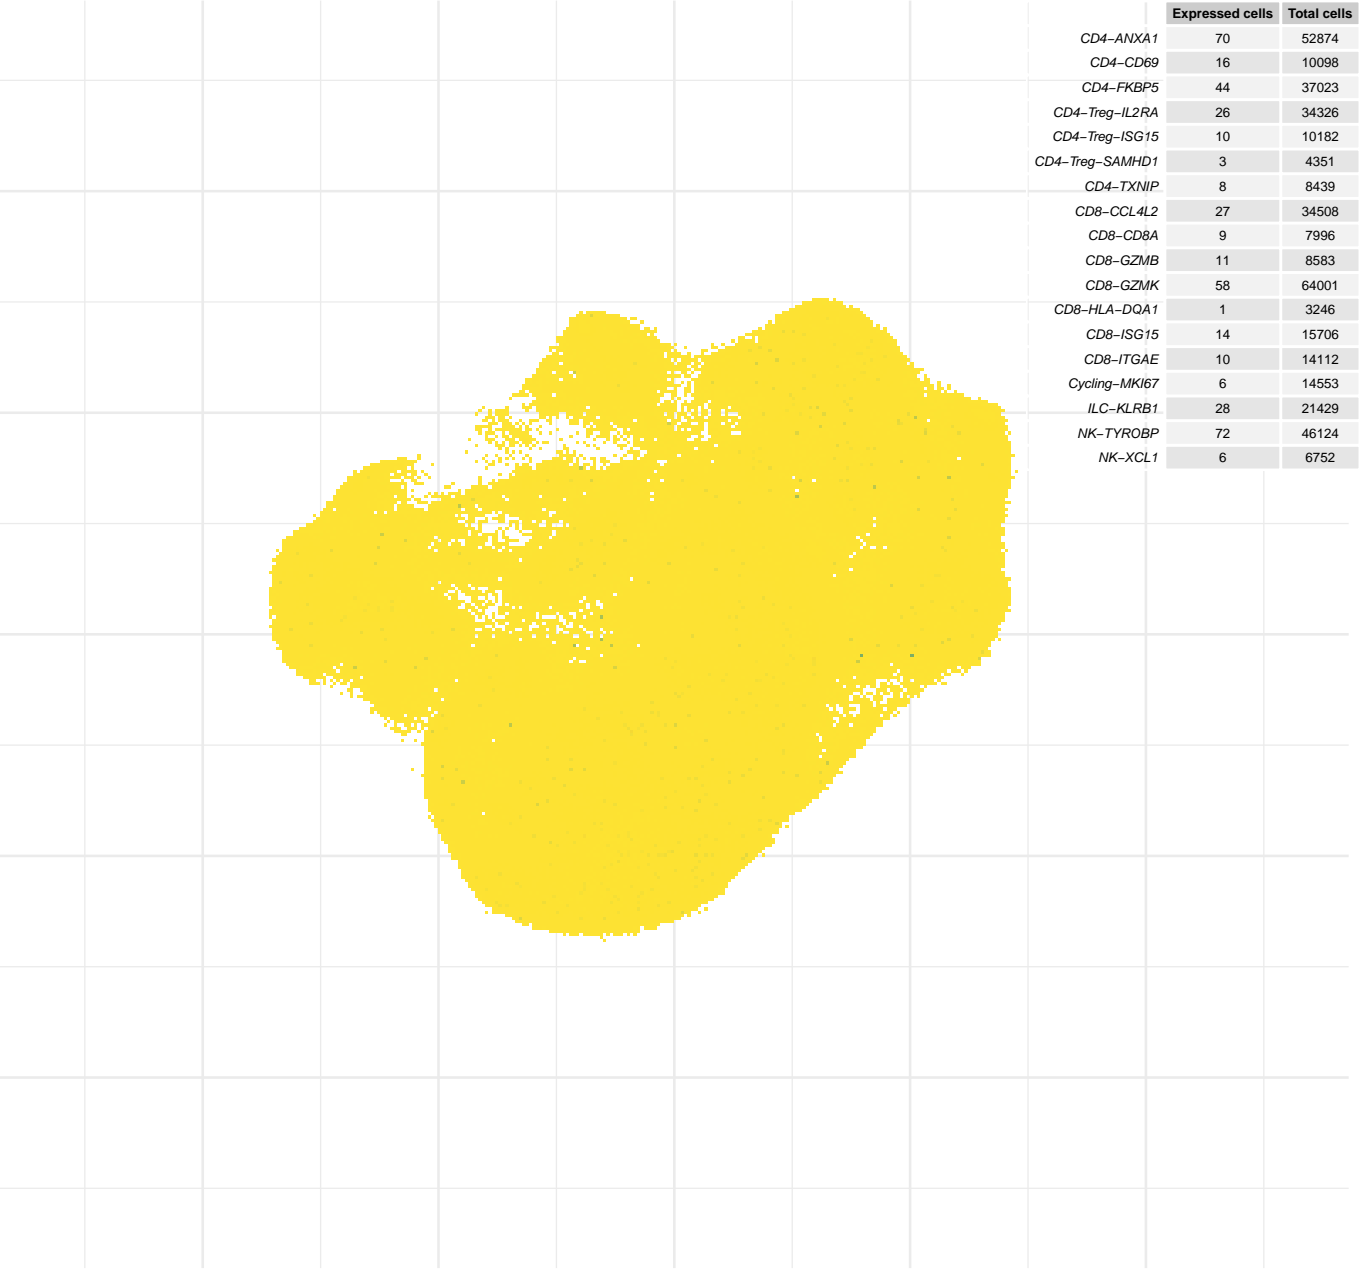 Expressed cells Total cells
CD4−ANXA1 70 52874
CD4−CD69 16 10098
CD4−FKBP5 44 37023
CD4−Treg−IL2RA 26 34326
CD4−Treg−ISG15 10 10182
CD4−Treg−SAMHD1 3 4351
CD4−TXNIP 8 8439
CD8−CCL4L2 27 34508
CD8−CD8A 9 7996
CD8−GZMB 11 8583
CD8−GZMK 58 64001
CD8−HLA−DQA1 1 3246
CD8−ISG15 14 15706
CD8−ITGAE 10 14112
Cycling−MKI67 6 14553
ILC−KLRB1 28 21429
NK−TYROBP 72 46124
NK−XCL1 6 6752